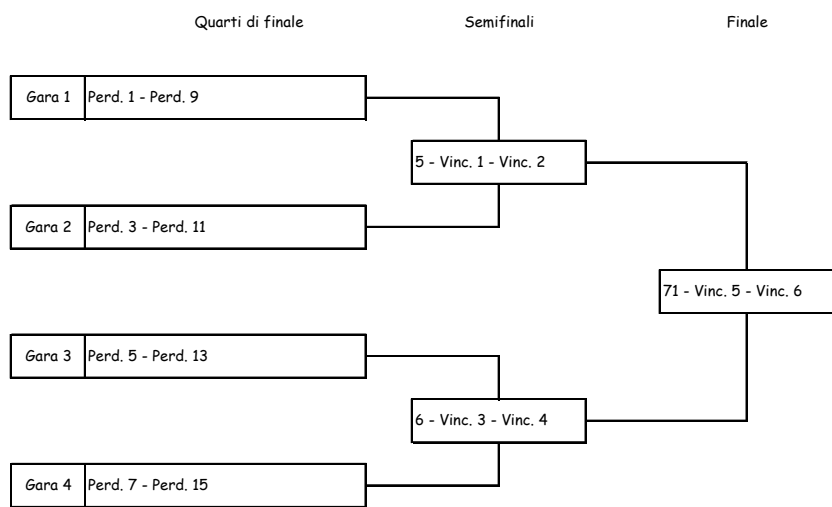 Quarti di finale Semifinali Finale
Gara 1 Perd. 1 - Perd. 9
5 - Vinc. 1 - Vinc. 2
Gara 2 Perd. 3 - Perd. 11
71 - Vinc. 5 - Vinc. 6
Gara 3 Perd. 5 - Perd. 13
6 - Vinc. 3 - Vinc. 4
Gara 4 Perd. 7 - Perd. 15